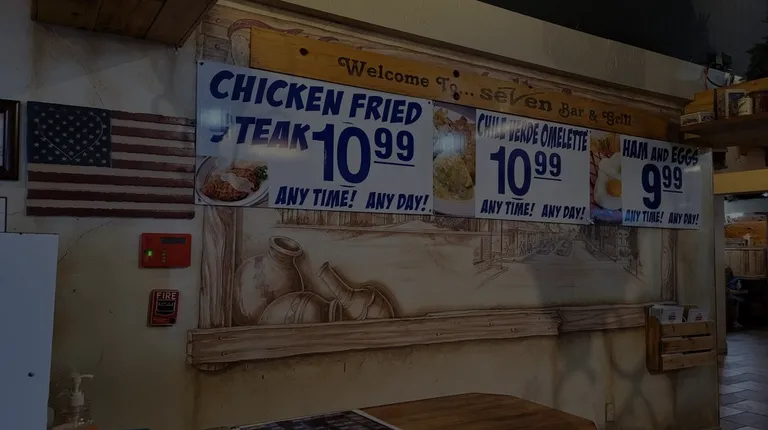 Welcome To... seven Bar & Grill
CHICKEN FRIED
STEAK 10 99
ANY TIME! ANY DAY!
CHILI VERDE OMELETTE
10 99
ANY TIME! ANY DAY!
HAM AND EGGS
9 99
ANY TIME! ANY DAY!
FIRE